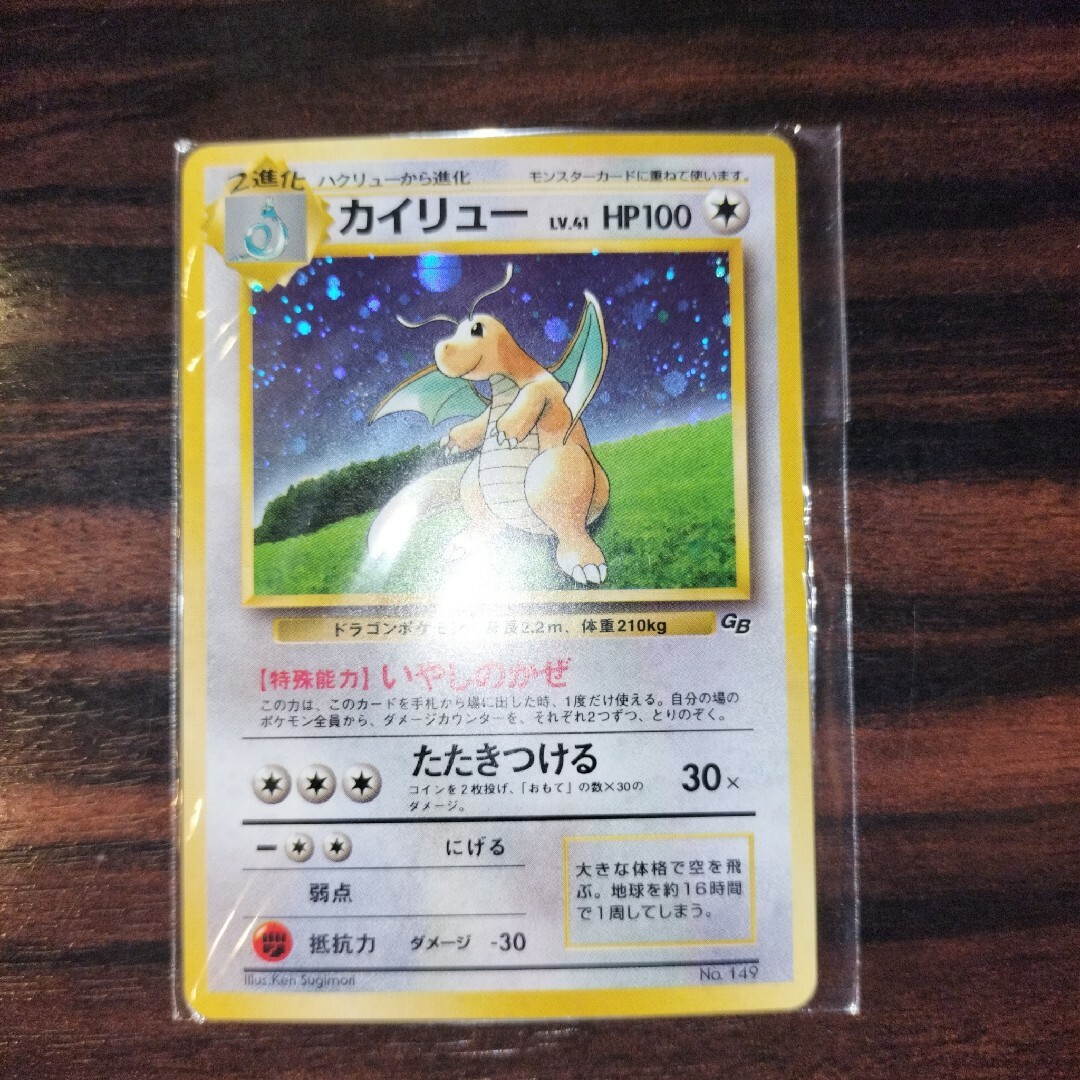 2進化 ハクリューから進化 モンスターカードに重ねて使います。
カイリュー LV.41 HP100
ドラゴンポケモン 身長2.2m、体重210kg
GB
【特殊能力】いやしのかぜ
この力は、このカードを手札から場に出した時、1度だけ使える。自分の場の
ポケモン全員から、ダメージカウンターを、それぞれ2つずつ、とりのぞく。
たたきつける 30×
コインを2枚投げ、「おもて」の数×30の
ダメージ。
ー にげる
弱点
抵抗力 ダメージ -30
大きな体格で空を飛
ぶ。地球を約16時間
で1周してしまう。
Illus.Ken Sugimori
No. 149